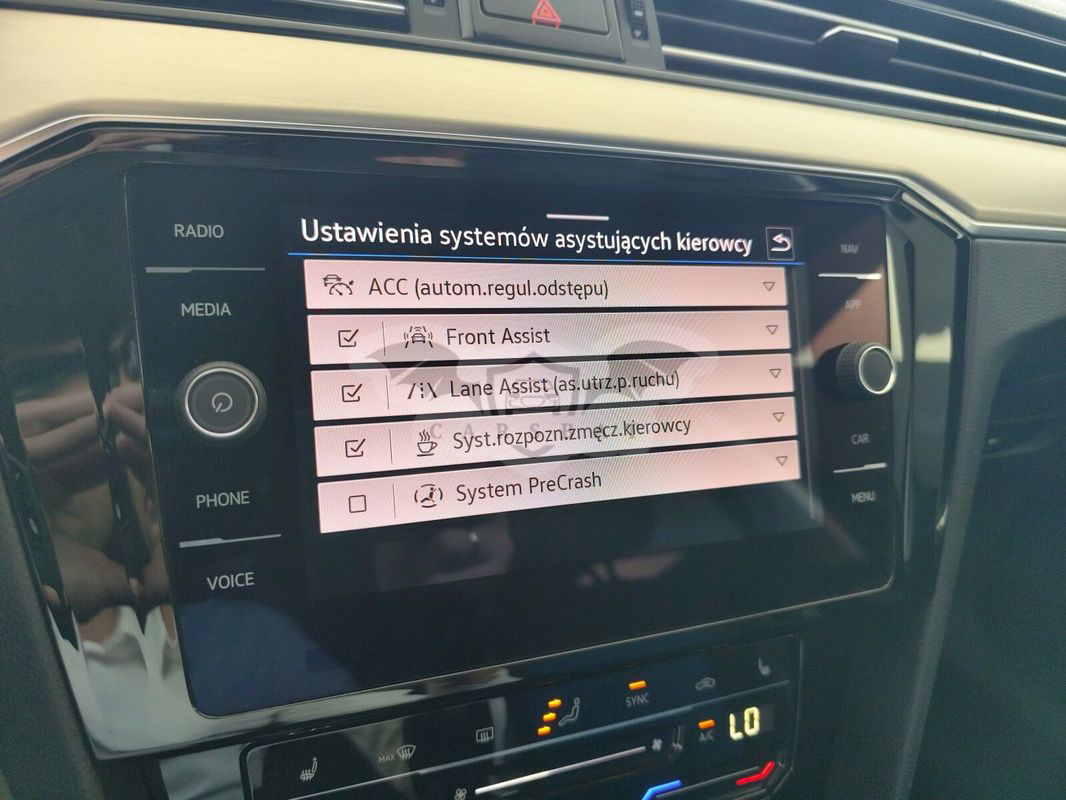 RADIO
MEDIA
PHONE
VOICE
Ustawienia systemów asystujących kierowcy
ACC (autom.regul.odstępu)
Front Assist
Lane Assist (as.utrz.p.ruchu)
Syst.rozpozn.zmęcz.kierowcy
System PreCrash
NAV
APP
CAR
MENU
MAX
SYNC
A/C
LO